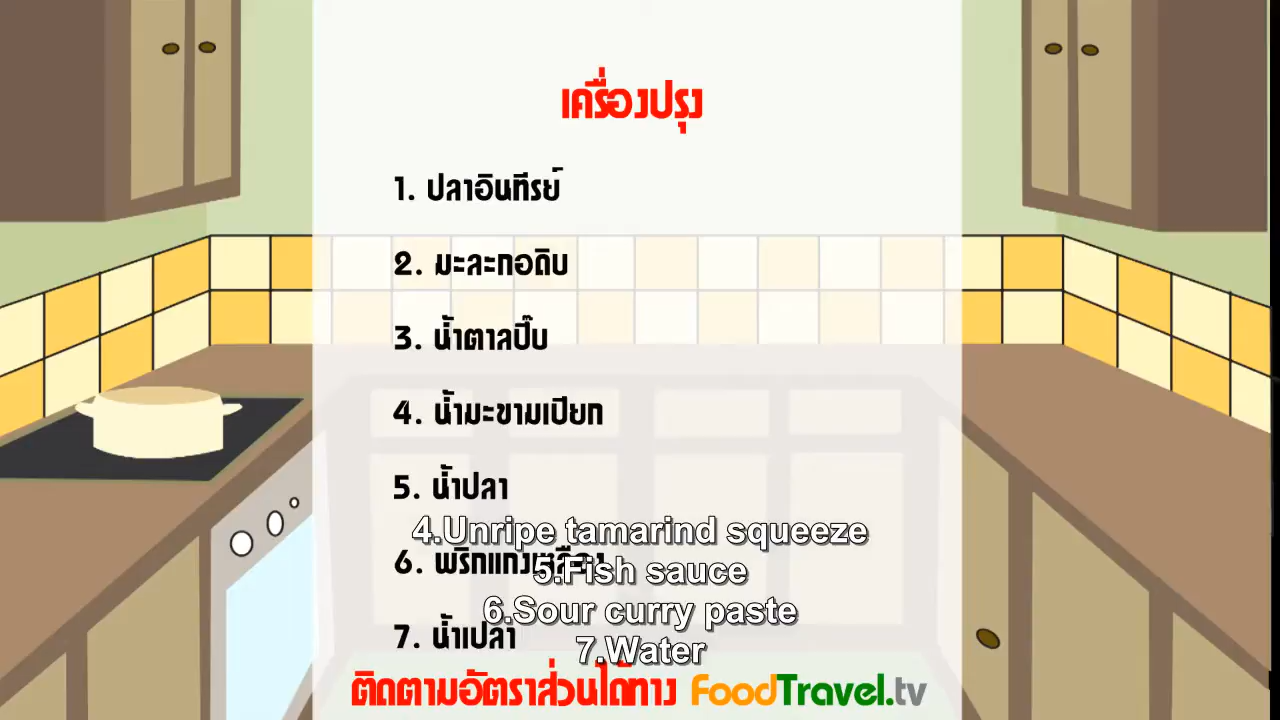 เครื่องปรุง
1. ปลาอินทรีย์
2. มะละกอดิบ
3. น้ำตาลปี๊บ
4. น้ำมะขามเปียก
5. น้ำปลา
4.Unripe tamarind squeeze
6. พริกแกงเหลือง
5.Fish sauce
6.Sour curry paste
7. น้ำเปล่า
7.Water
ติดตามอัตราส่วนได้ทาง FoodTravel.tv